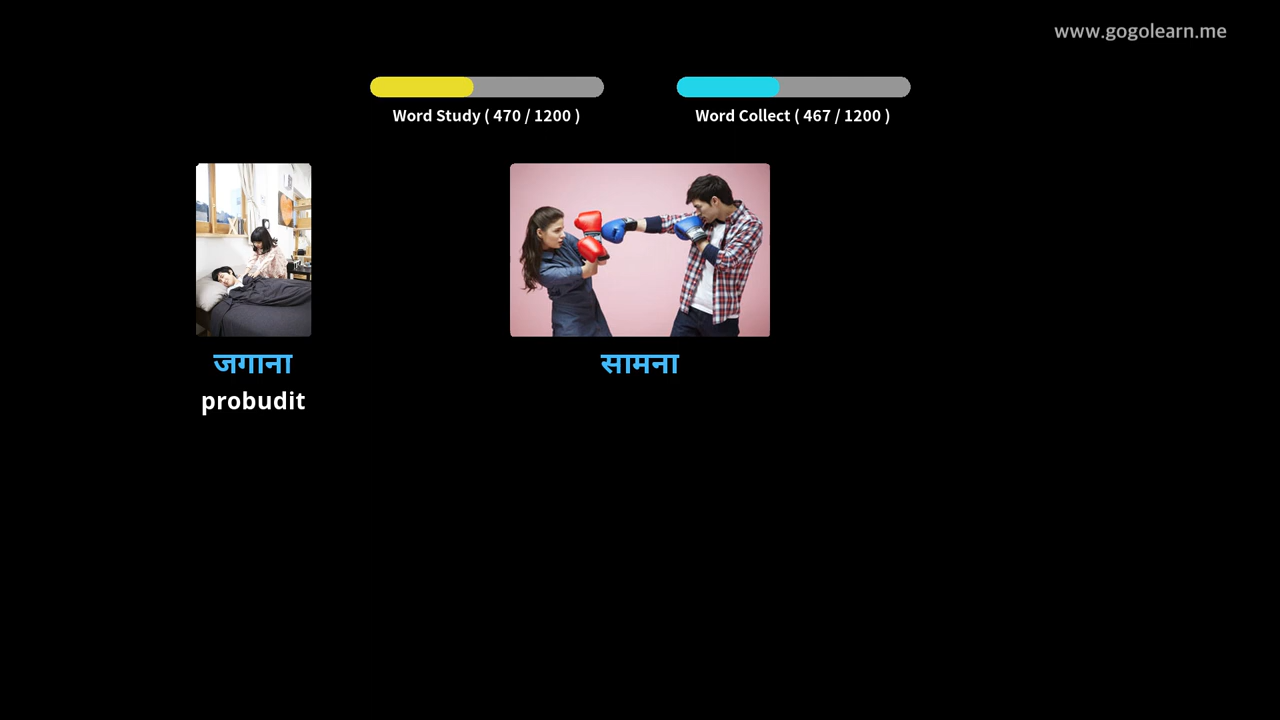 www.gogolearn.me
Word Study ( 470 / 1200 )
Word Collect ( 467 / 1200 )
जगाना
सामना
probudit